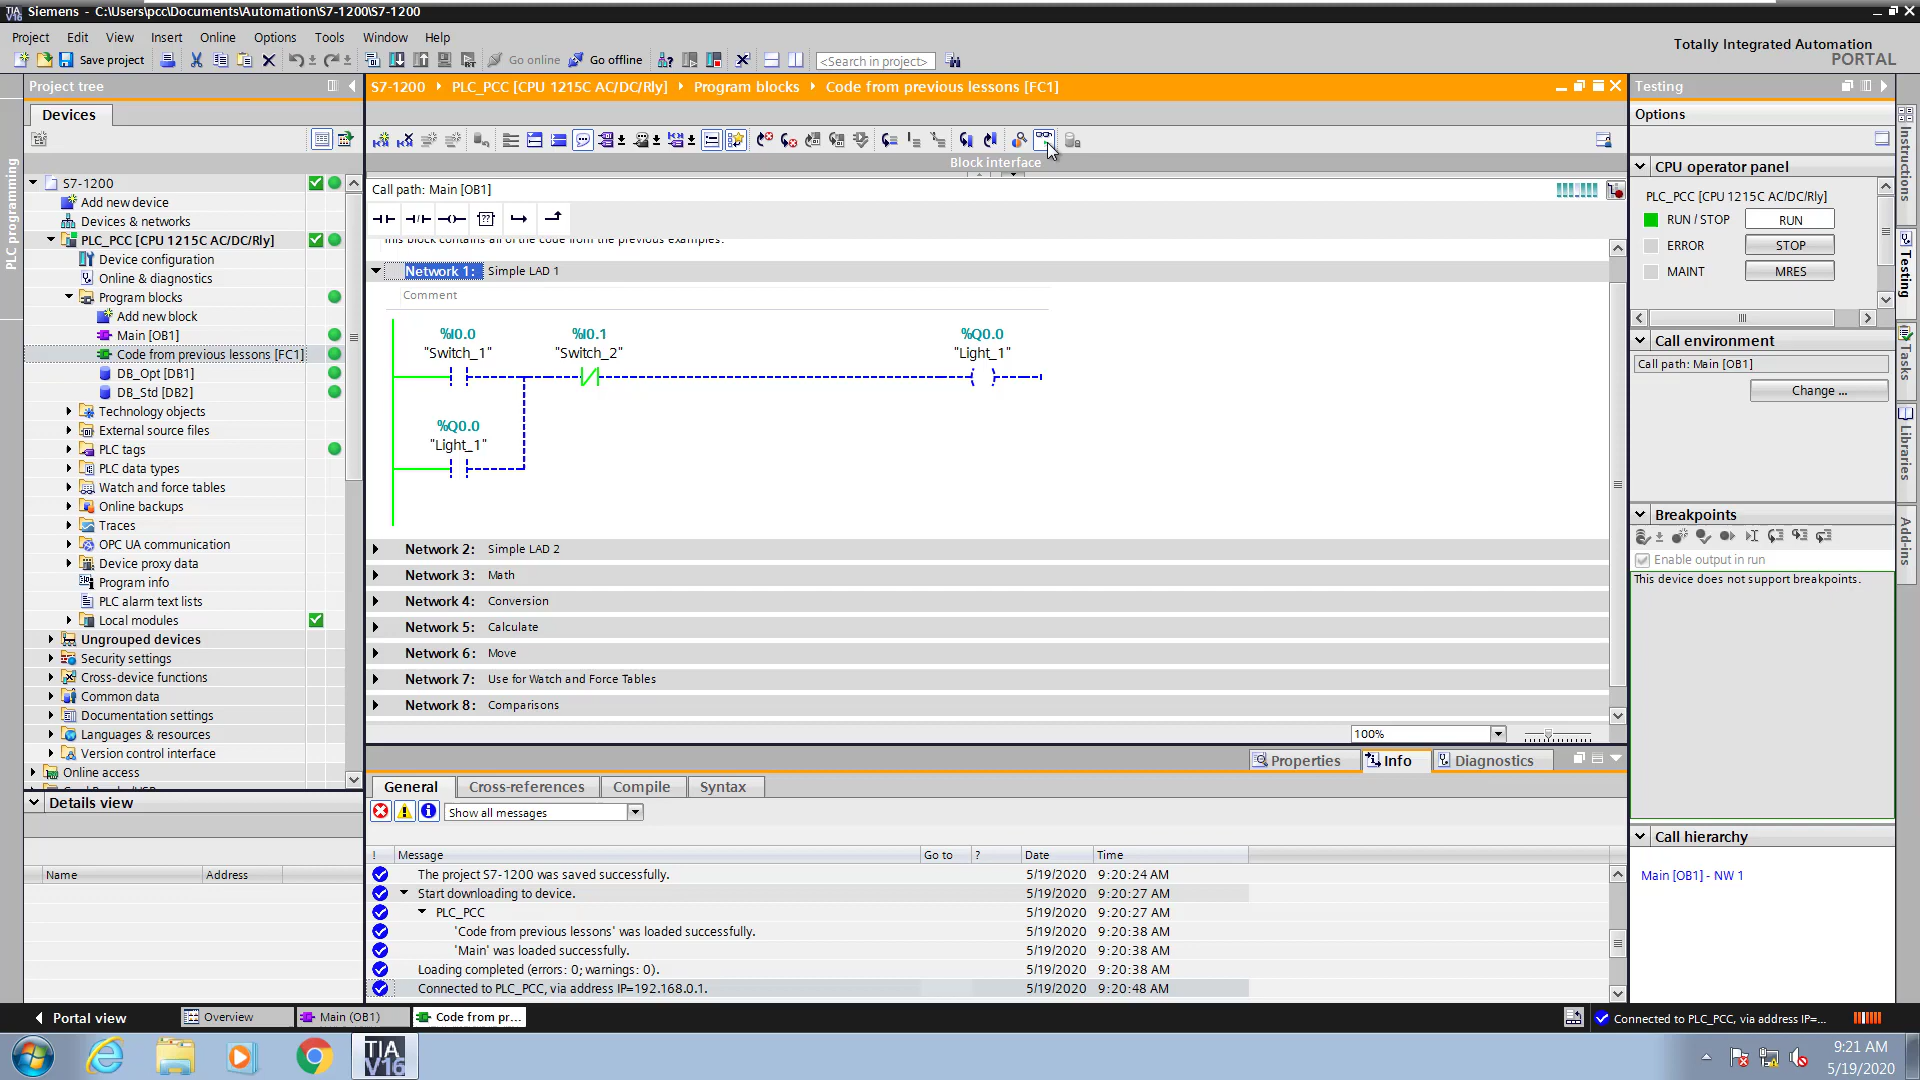 Siemens - C:\Users\pcc\Documents\Automation\S7-1200\S7-1200
Project Edit View Insert Online Options Tools Window Help
Totally Integrated Automation
PORTAL
Save project
Go online
Go offline
<Search in project>
Project tree
S7-1200 PLC_PCC [CPU 1215C AC/DC/Rly] Program blocks Code from previous lessons [FC1]
Testing
Devices
Options
PLC programming
Block interface
CPU operator panel
PLC_PCC [CPU 1215C AC/DC/Rly]
RUN / STOP RUN
ERROR STOP
MAINT MRES
Call environment
Call path: Main [OB1]
Change ...
Breakpoints
Enable output in run
This device does not support breakpoints.
Call hierarchy
Main [OB1] - NW 1
Instructions
Testing
Tasks
Libraries
Add-ins
S7-1200
Add new device
Devices & networks
PLC_PCC [CPU 1215C AC/DC/Rly]
Device configuration
Online & diagnostics
Program blocks
Add new block
Main [OB1]
Code from previous lessons [FC1]
DB_Opt [DB1]
DB_Std [DB2]
Technology objects
External source files
PLC tags
PLC data types
Watch and force tables
Online backups
Traces
OPC UA communication
Device proxy data
Program info
PLC alarm text lists
Local modules
Ungrouped devices
Security settings
Cross-device functions
Common data
Documentation settings
Languages & resources
Version control interface
Online access
Details view
Name Address
Call path: Main [OB1]
This block contains all of the code from the previous examples.
Network 1: Simple LAD 1
Comment
%I0.0
"Switch_1"
%I0.1
"Switch_2"
%Q0.0
"Light_1"
%Q0.0
"Light_1"
Network 2: Simple LAD 2
Network 3: Math
Network 4: Conversion
Network 5: Calculate
Network 6: Move
Network 7: Use for Watch and Force Tables
Network 8: Comparisons
100%
Properties Info Diagnostics
General Cross-references Compile Syntax
Show all messages
! Message Go to ? Date Time
The project S7-1200 was saved successfully. 5/19/2020 9:20:24 AM
Start downloading to device. 5/19/2020 9:20:27 AM
PLC_PCC 5/19/2020 9:20:27 AM
'Code from previous lessons' was loaded successfully. 5/19/2020 9:20:38 AM
'Main' was loaded successfully. 5/19/2020 9:20:38 AM
Loading completed (errors: 0; warnings: 0). 5/19/2020 9:20:38 AM
Connected to PLC_PCC, via address IP=192.168.0.1. 5/19/2020 9:20:48 AM
Portal view Overview Main (OB1) Code from pr... Connected to PLC_PCC, via address IP=...
TIA V16
9:21 AM
5/19/2020